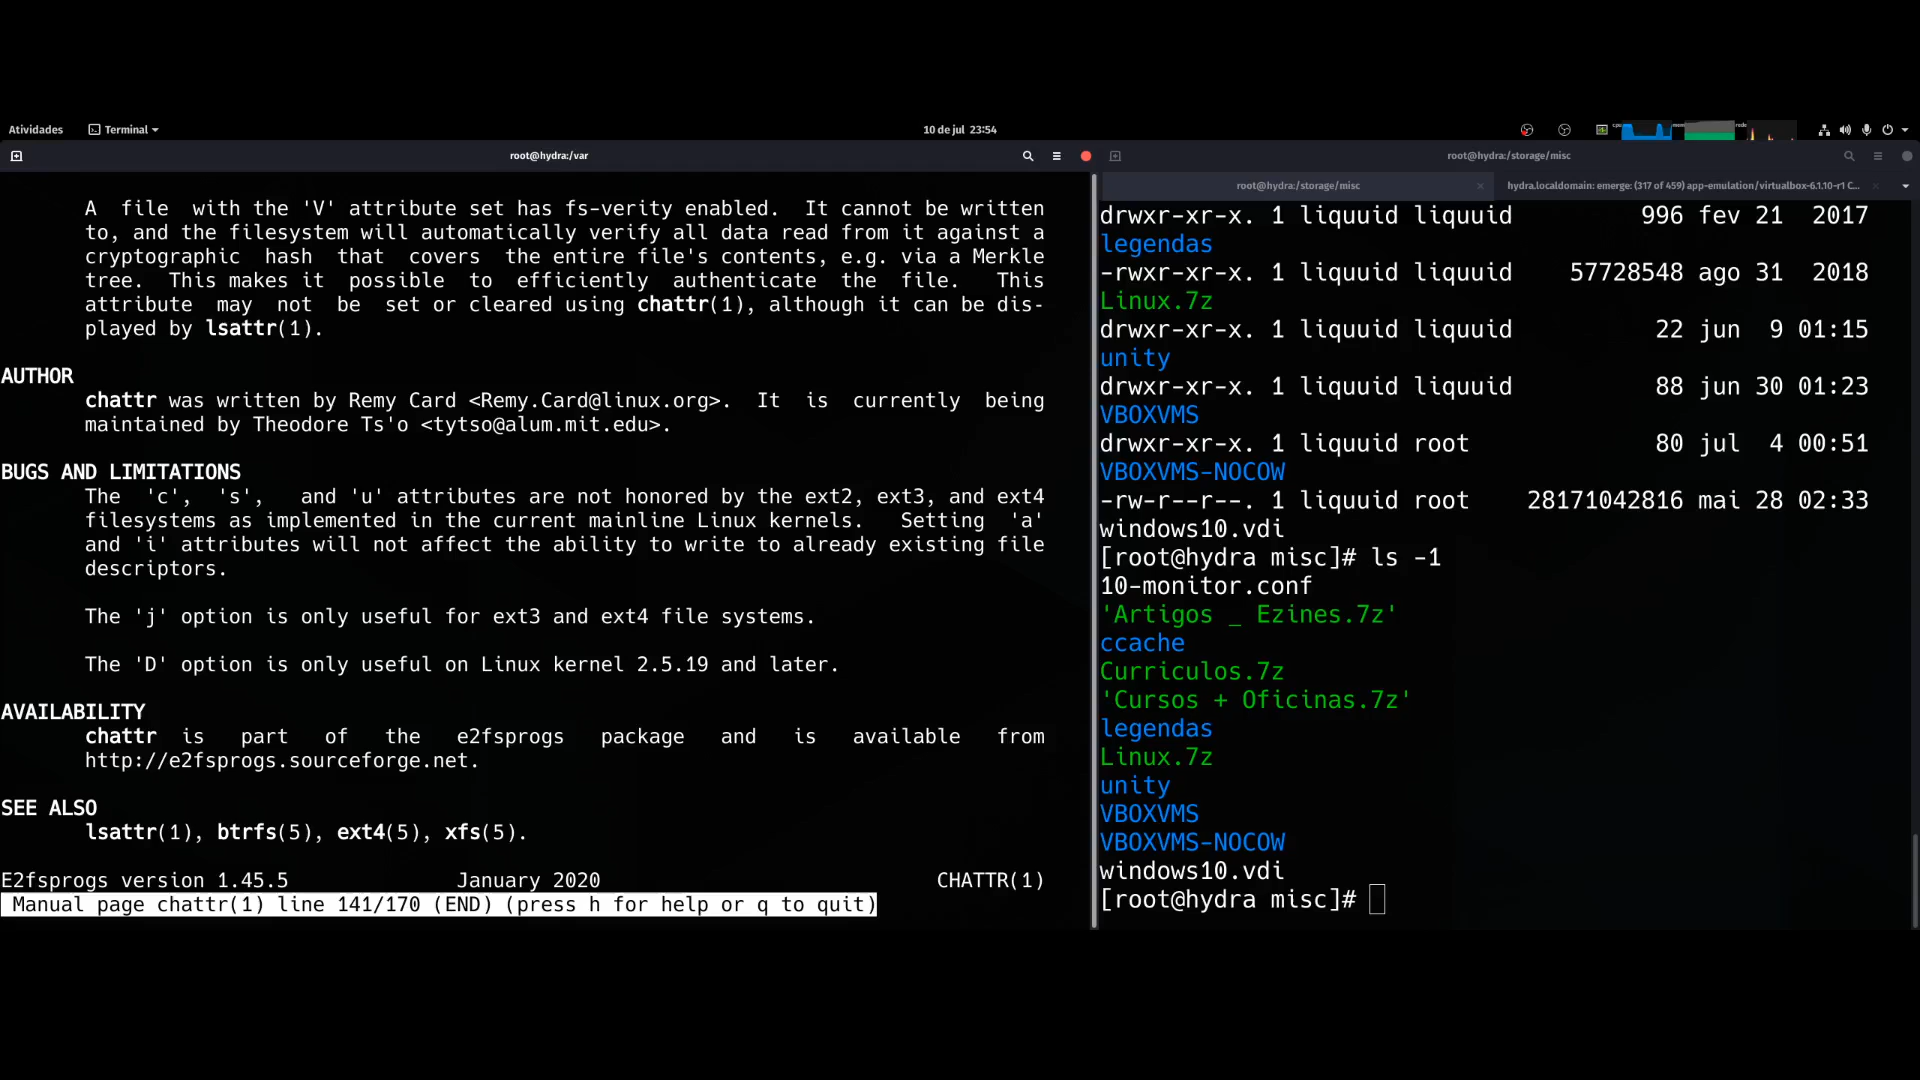 Atividades
Terminal
10 de jul 23:54
cpu
mem
rede
root@hydra:/var
A file with the 'V' attribute set has fs-verity enabled. It cannot be written
to, and the filesystem will automatically verify all data read from it against a
cryptographic hash that covers the entire file's contents, e.g. via a Merkle
tree. This makes it possible to efficiently authenticate the file. This
attribute may not be set or cleared using chattr(1), although it can be dis-
played by lsattr(1).
AUTHOR
chattr was written by Remy Card <Remy.Card@linux.org>. It is currently being
maintained by Theodore Ts'o <tytso@alum.mit.edu>.
BUGS AND LIMITATIONS
The 'c', 's', and 'u' attributes are not honored by the ext2, ext3, and ext4
filesystems as implemented in the current mainline Linux kernels. Setting 'a'
and 'i' attributes will not affect the ability to write to already existing file
descriptors.
The 'j' option is only useful for ext3 and ext4 file systems.
The 'D' option is only useful on Linux kernel 2.5.19 and later.
AVAILABILITY
chattr is part of the e2fsprogs package and is available from
http://e2fsprogs.sourceforge.net.
SEE ALSO
lsattr(1), btrfs(5), ext4(5), xfs(5).
E2fsprogs version 1.45.5 January 2020 CHATTR(1)
Manual page chattr(1) line 141/170 (END) (press h for help or q to quit)
root@hydra:/storage/misc
root@hydra:/storage/misc
hydra.localdomain: emerge: (317 of 459) app-emulation/virtualbox-6.1.10-r1 C...
drwxr-xr-x. 1 liquuid liquuid 996 fev 21 2017
legendas
-rwxr-xr-x. 1 liquuid liquuid 57728548 ago 31 2018
Linux.7z
drwxr-xr-x. 1 liquuid liquuid 22 jun 9 01:15
unity
drwxr-xr-x. 1 liquuid liquuid 88 jun 30 01:23
VBOXVMS
drwxr-xr-x. 1 liquuid root 80 jul 4 00:51
VBOXVMS-NOCOW
-rw-r--r--. 1 liquuid root 28171042816 mai 28 02:33
windows10.vdi
[root@hydra misc]# ls -1
10-monitor.conf
'Artigos _ Ezines.7z'
ccache
Curriculos.7z
'Cursos + Oficinas.7z'
legendas
Linux.7z
unity
VBOXVMS
VBOXVMS-NOCOW
windows10.vdi
[root@hydra misc]#